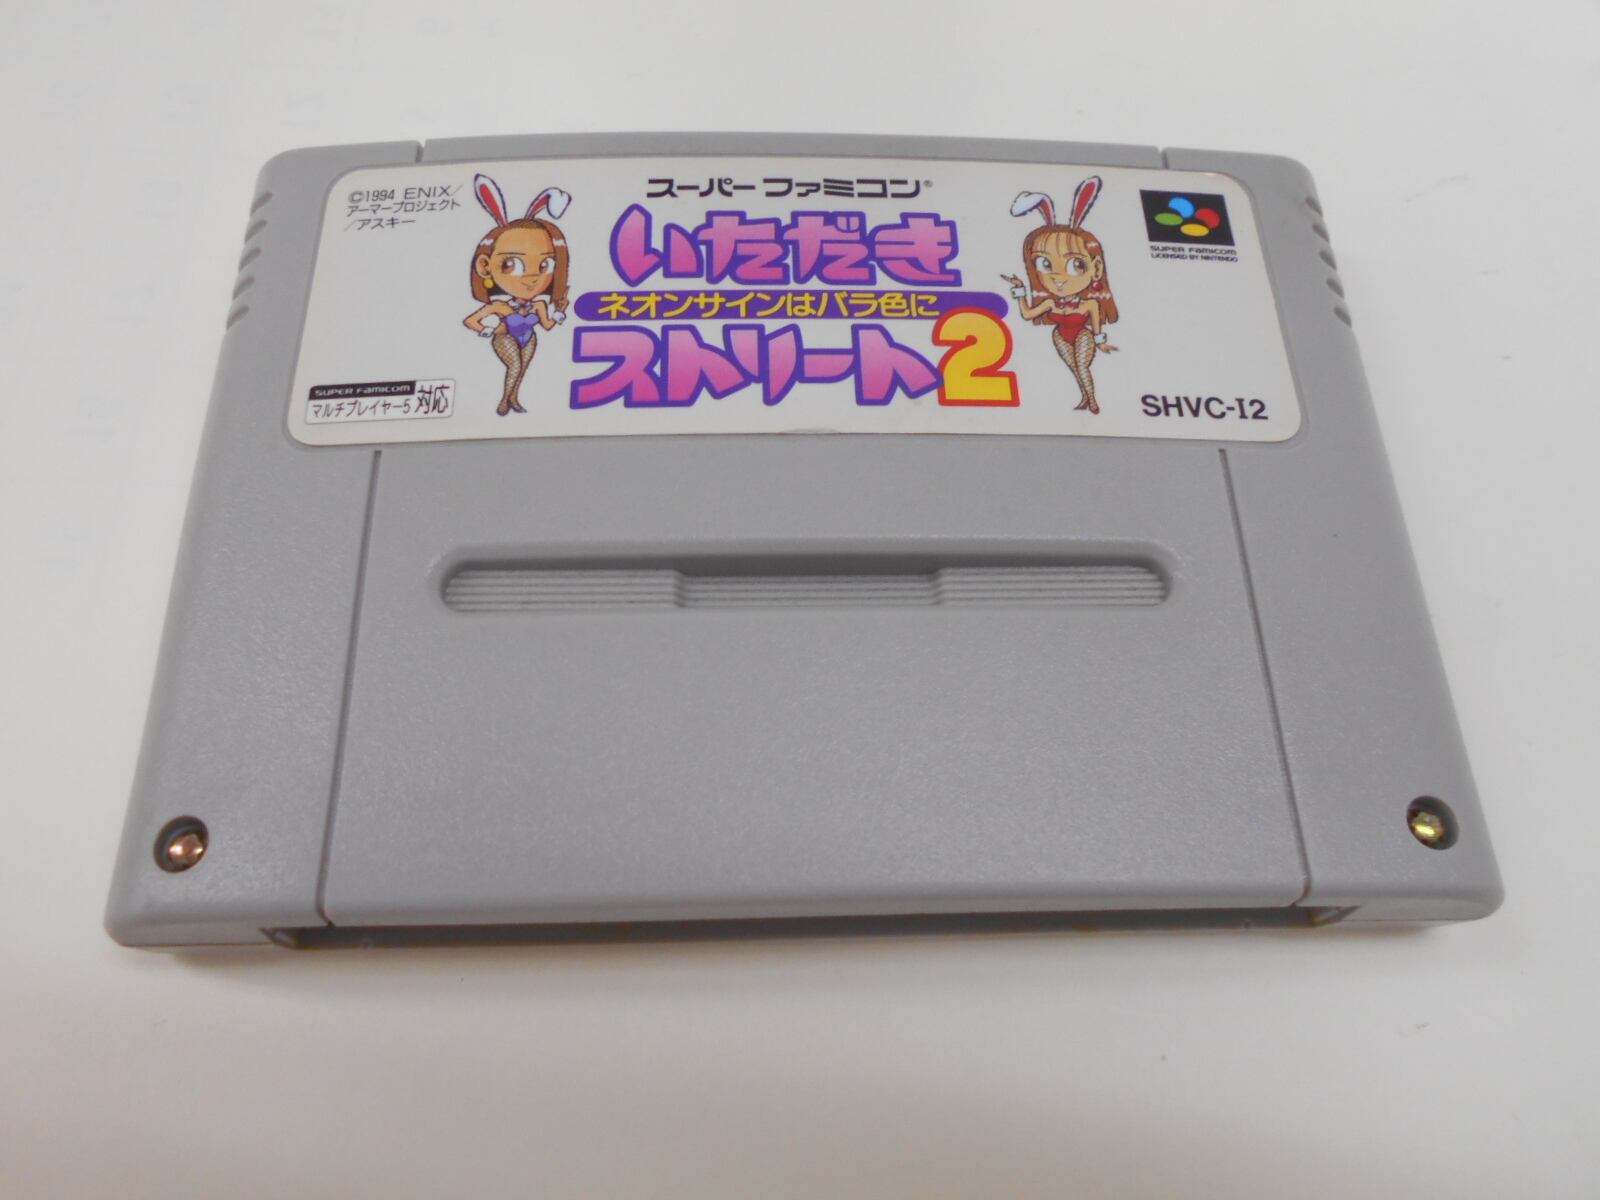 ©1994 ENIX/
アーマープロジェクト
/アスキー
スーパーファミコン®
いただき
ネオンサインはバラ色に
ストリート2
SUPER FAMICOM
LICENSED BY NINTENDO
SUPER FAMICOM
マルチプレイヤー5 対応
SHVC-I2